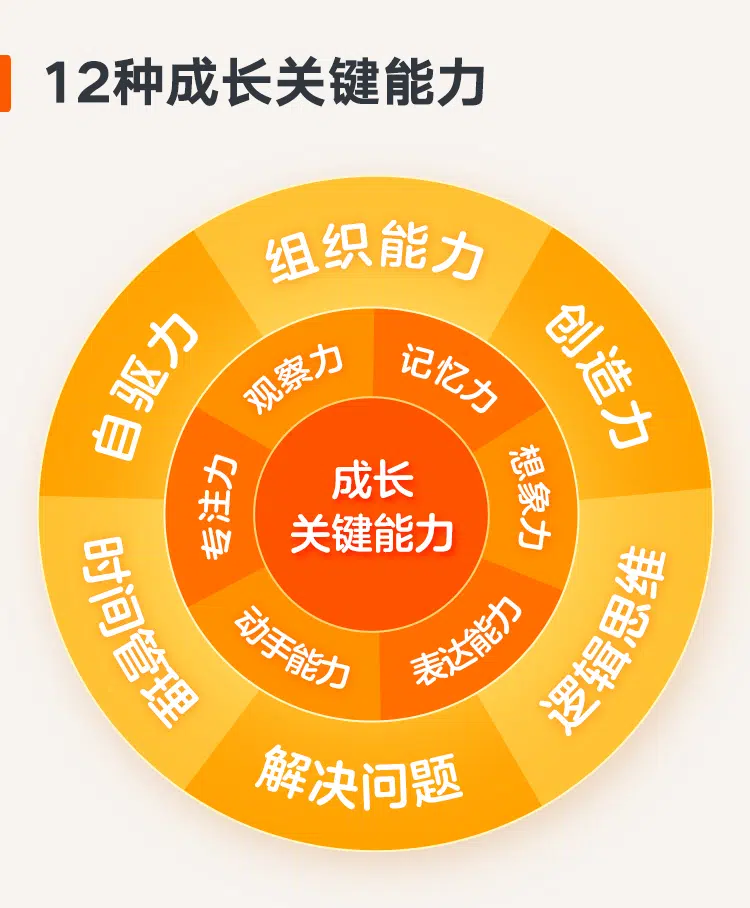 12种成长关键能力
组织能力
创造力
逻辑思维
解决问题
时间管理
自驱力
观察力
记忆力
想象力
表达能力
动手能力
专注力
成长
关键能力